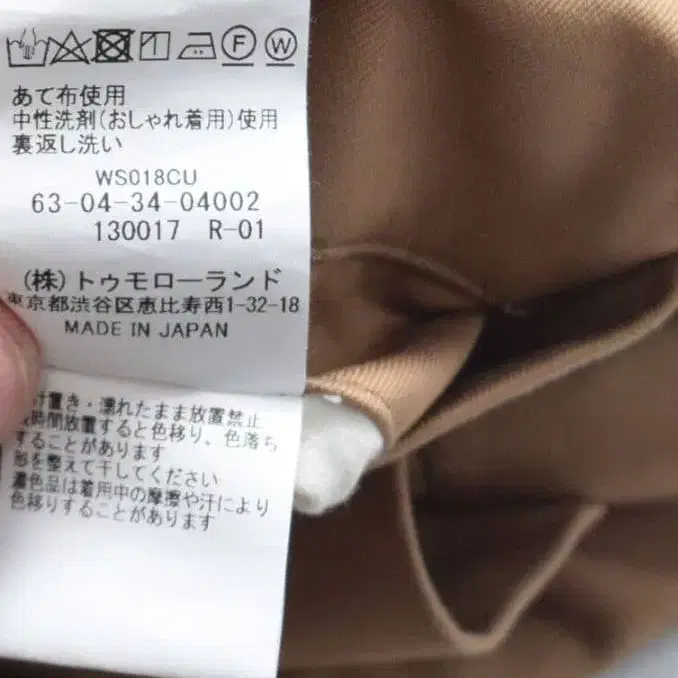 F W
あて布使用
中性洗剤(おしゃれ着用)使用
裏返し洗い
WS018CU
63-04-34-04002
130017 R-01
(株)トゥモローランド
東京都渋谷区恵比寿西1-32-18
MADE IN JAPAN
置き・濡れたまま放置禁止
時間放置すると色移り、色落ち
することがあります
形を整えて干してください
濃色品は着用中の摩擦や汗により
色移りすることがあります